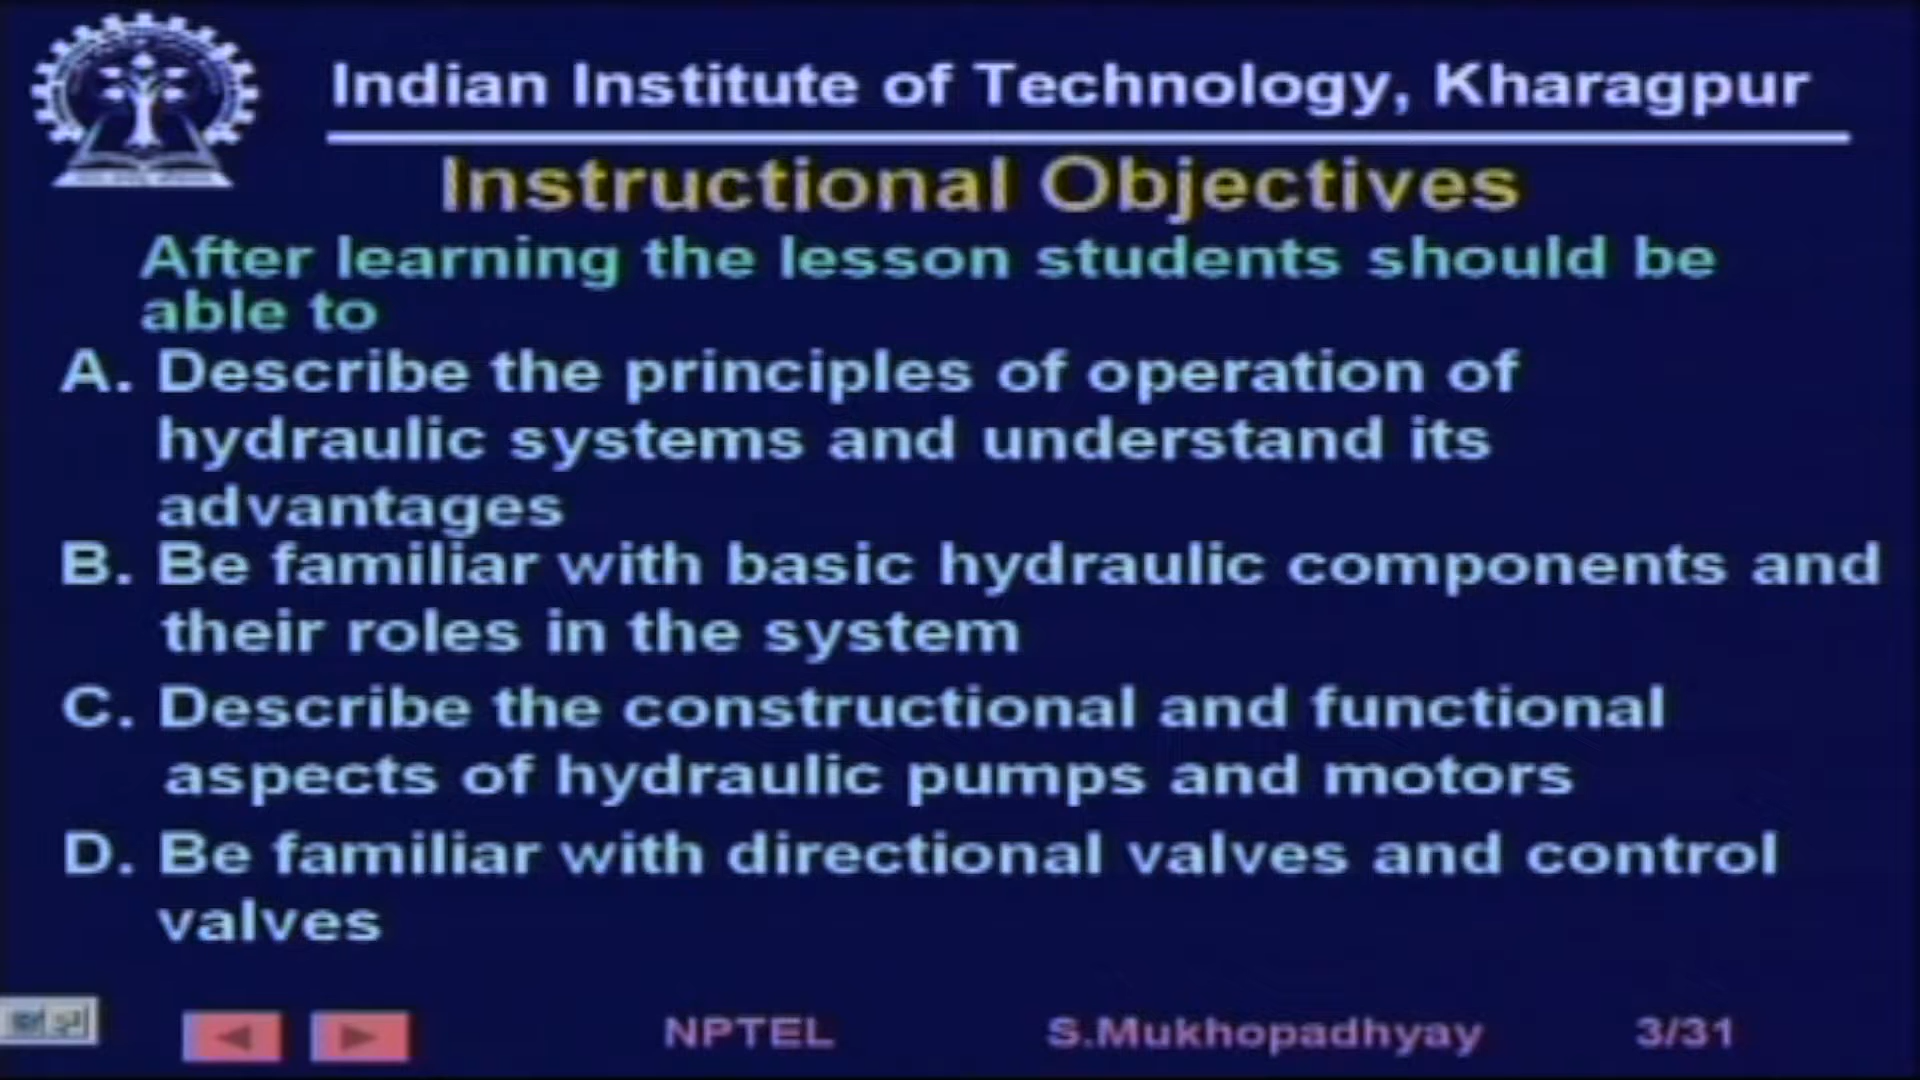 Indian Institute of Technology, Kharagpur
Instructional Objectives
After learning the lesson students should be
able to
A. Describe the principles of operation of
hydraulic systems and understand its
advantages
B. Be familiar with basic hydraulic components and
their roles in the system
C. Describe the constructional and functional
aspects of hydraulic pumps and motors
D. Be familiar with directional valves and control
valves
NPTEL S.Mukhopadhyay 3/31